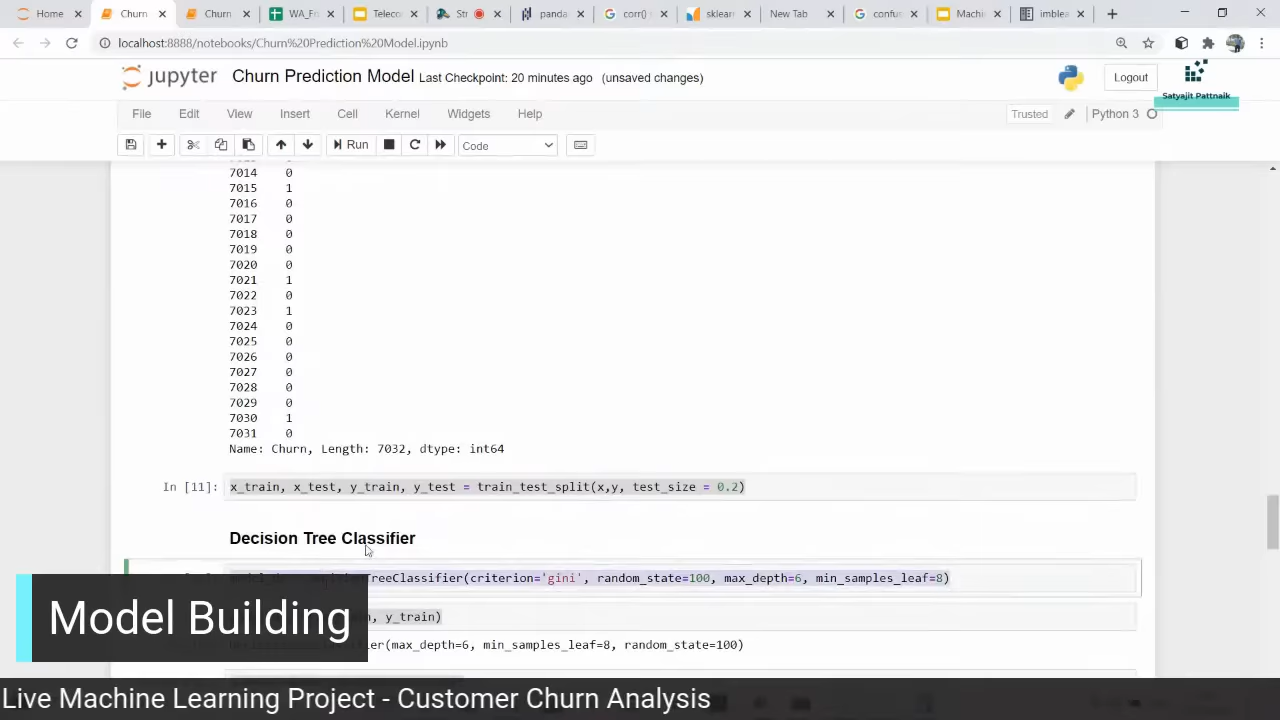 Home
Churn
Churn
WA_Fr
Teleco
Str
panda
corr()
sklearn
New Tab
confus
Machi
imblea
localhost:8888/notebooks/Churn%20Prediction%20Model.ipynb
jupyter Churn Prediction Model Last Checkpoint: 20 minutes ago (unsaved changes)
Logout
Satyajit Pattnaik
File Edit View Insert Cell Kernel Widgets Help
Trusted
Python 3
Run
Code
7014 0
7015 1
7016 0
7017 0
7018 0
7019 0
7020 0
7021 1
7022 0
7023 1
7024 0
7025 0
7026 0
7027 0
7028 0
7029 0
7030 1
7031 0
Name: Churn, Length: 7032, dtype: int64
In [11]: x_train, x_test, y_train, y_test = train_test_split(x,y, test_size = 0.2)
Decision Tree Classifier
TreeClassifier(criterion='gini', random_state=100, max_depth=6, min_samples_leaf=8)
, y_train)
er(max_depth=6, min_samples_leaf=8, random_state=100)
Model Building
Live Machine Learning Project - Customer Churn Analysis